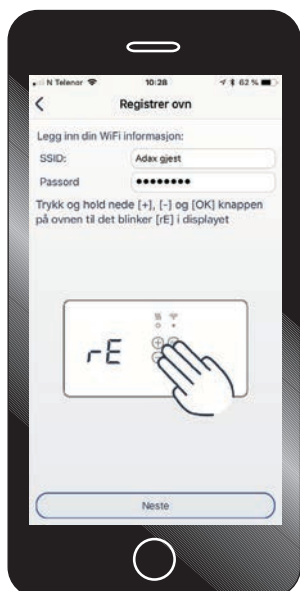 N Telenor 10:28 62 %
Registrer ovn
Legg inn din WiFi informasjon:
SSID: Adax gjest
Passord ••••••••
Trykk og hold nede [+], [-] og [OK] knappen
på ovnen til det blinker [rE] i displayet
rE
Neste